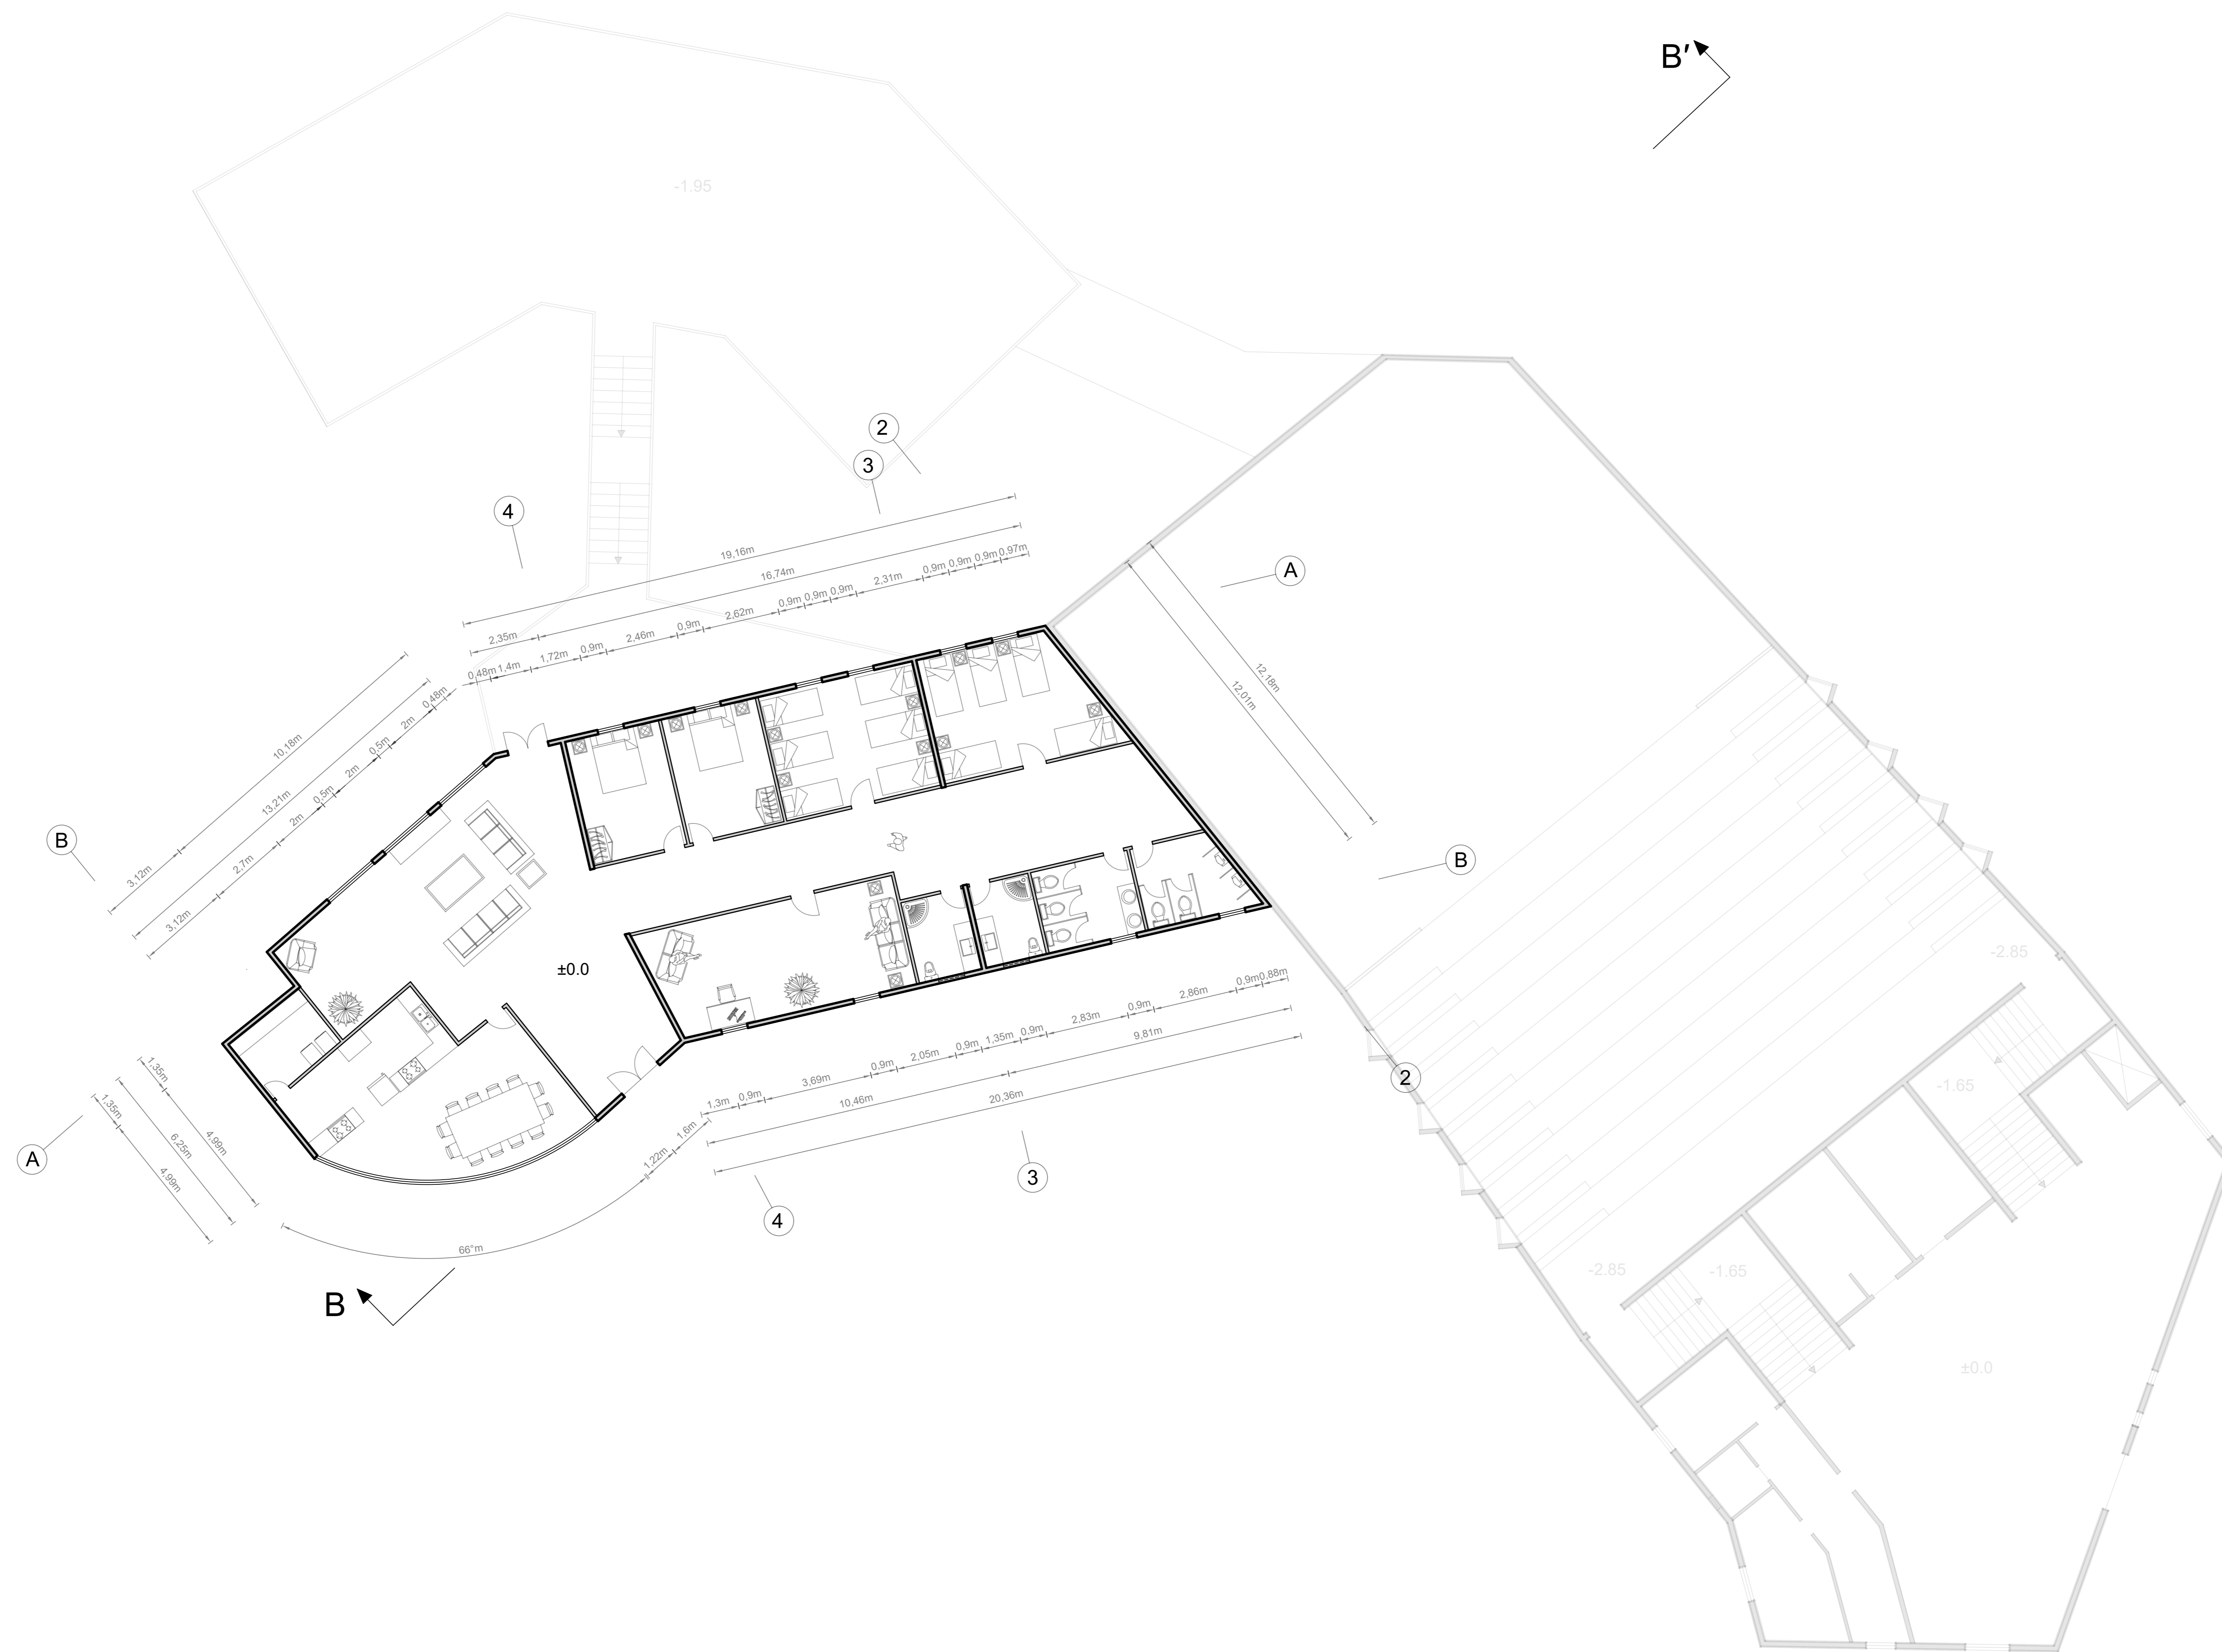 B'
-1.95
2
3
4
19,16m
16,74m
2,35m
0,48m
1,4m
1,72m
0,9m
2,46m
0,9m
2,62m
0,9m
0,9m
0,9m
2,31m
0,9m
0,9m
0,9m
0,97m
A
12,18m
12,01m
B
10,18m
13,21m
3,12m
3,12m
2,7m
2m
0,5m
2m
0,5m
2m
0,48m
B
±0.0
A
1,35m
4,99m
6,25m
1,35m
4,99m
66°m
1,22m
1,6m
1,3m
0,9m
3,69m
0,9m
2,05m
0,9m
1,35m
0,9m
2,83m
0,9m
2,86m
0,9m
0,88m
10,46m
9,81m
20,36m
2
3
4
B
-2.85
-1.65
-2.85
-1.65
±0.0